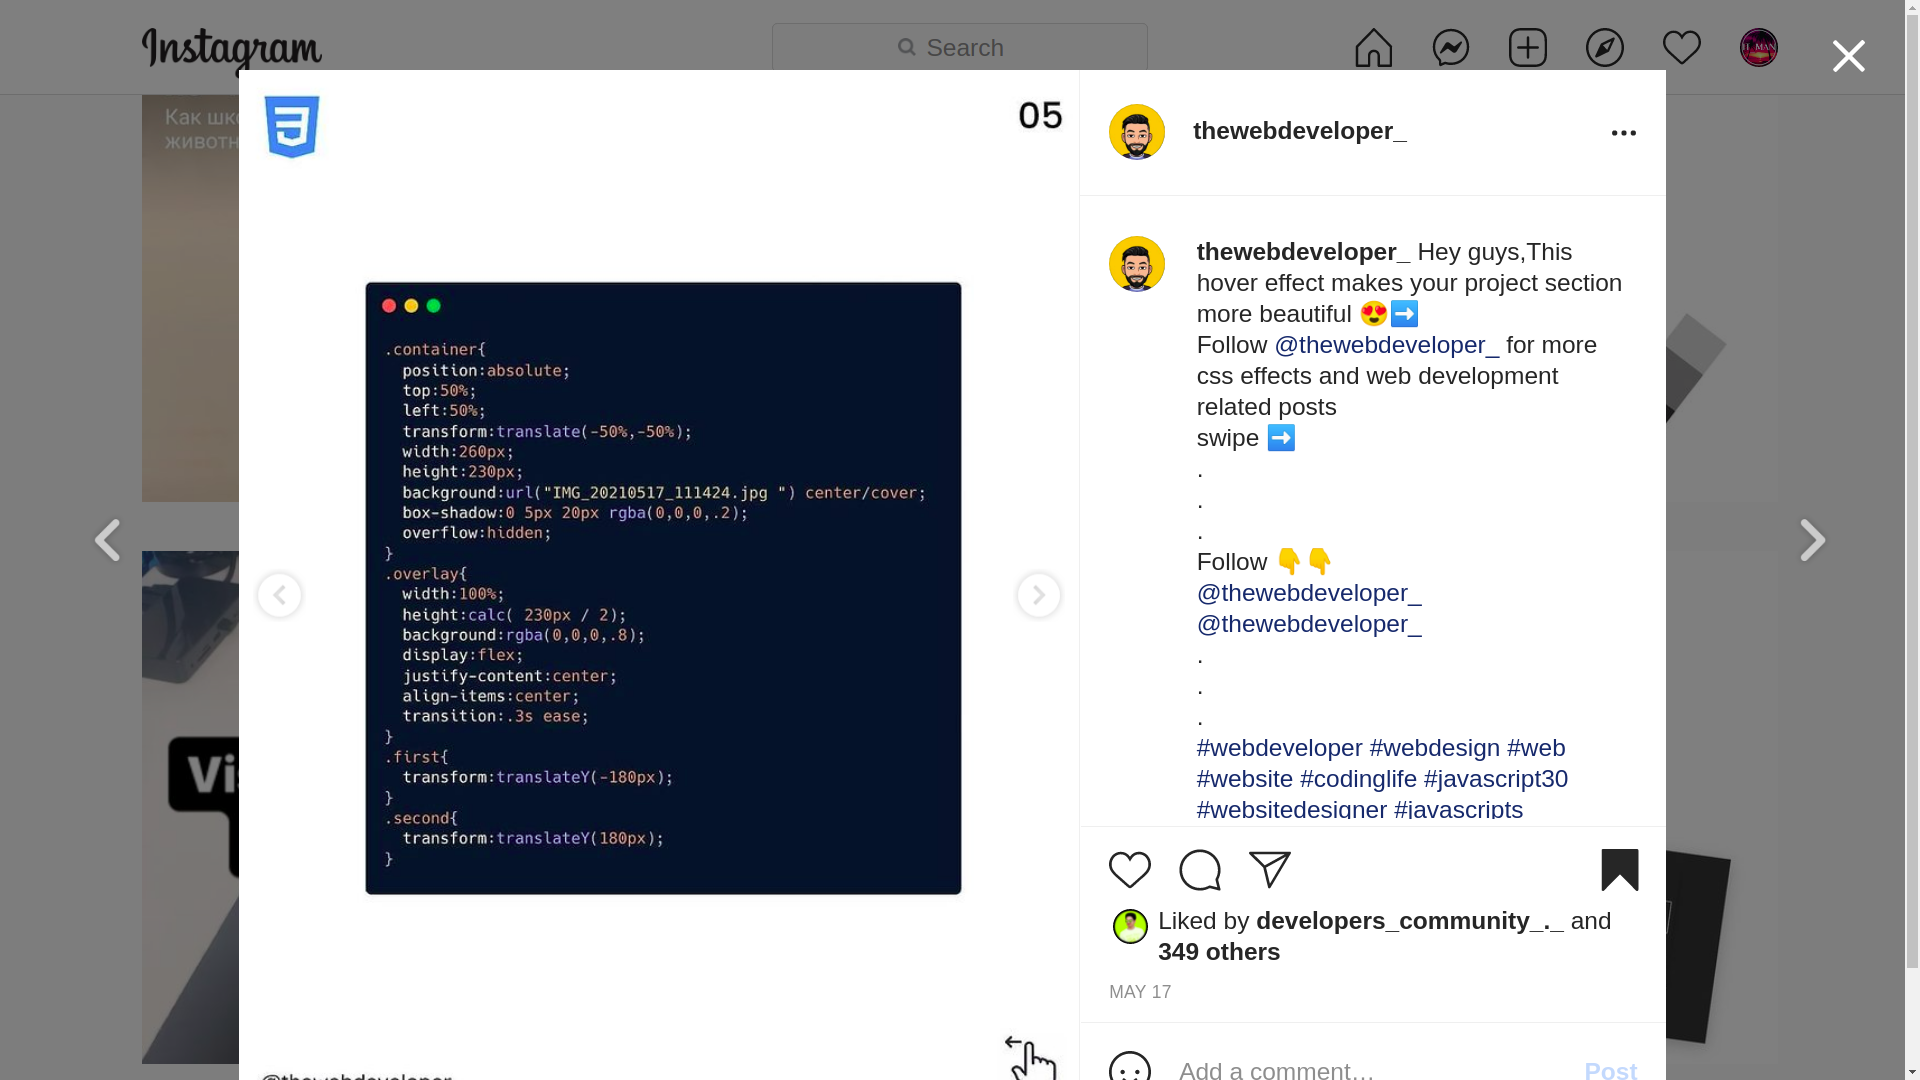 Instagram
Search
Как шк
животн
Vi
05
.container{
position:absolute;
top:50%;
left:50%;
transform:translate(-50%,-50%);
width:260px;
height:230px;
background:url("IMG_20210517_111424.jpg ") center/cover;
box-shadow:0 5px 20px rgba(0,0,0,.2);
overflow:hidden;
}
.overlay{
width:100%;
height:calc( 230px / 2);
background:rgba(0,0,0,.8);
display:flex;
justify-content:center;
align-items:center;
transition:.3s ease;
}
.first{
transform:translateY(-180px);
}
.second{
transform:translateY(180px);
}
@thewebdeveloper_
thewebdeveloper_
thewebdeveloper_ Hey guys,This
hover effect makes your project section
more beautiful 😍➡️
Follow @thewebdeveloper_ for more
css effects and web development
related posts
swipe ➡️
.
.
.
Follow 👇👇
@thewebdeveloper_
@thewebdeveloper_
.
.
.
#webdeveloper #webdesign #web
#website #codinglife #javascript30
#websitedesigner #javascripts
Liked by developers_community_._ and
349 others
MAY 17
Add a comment…
Post